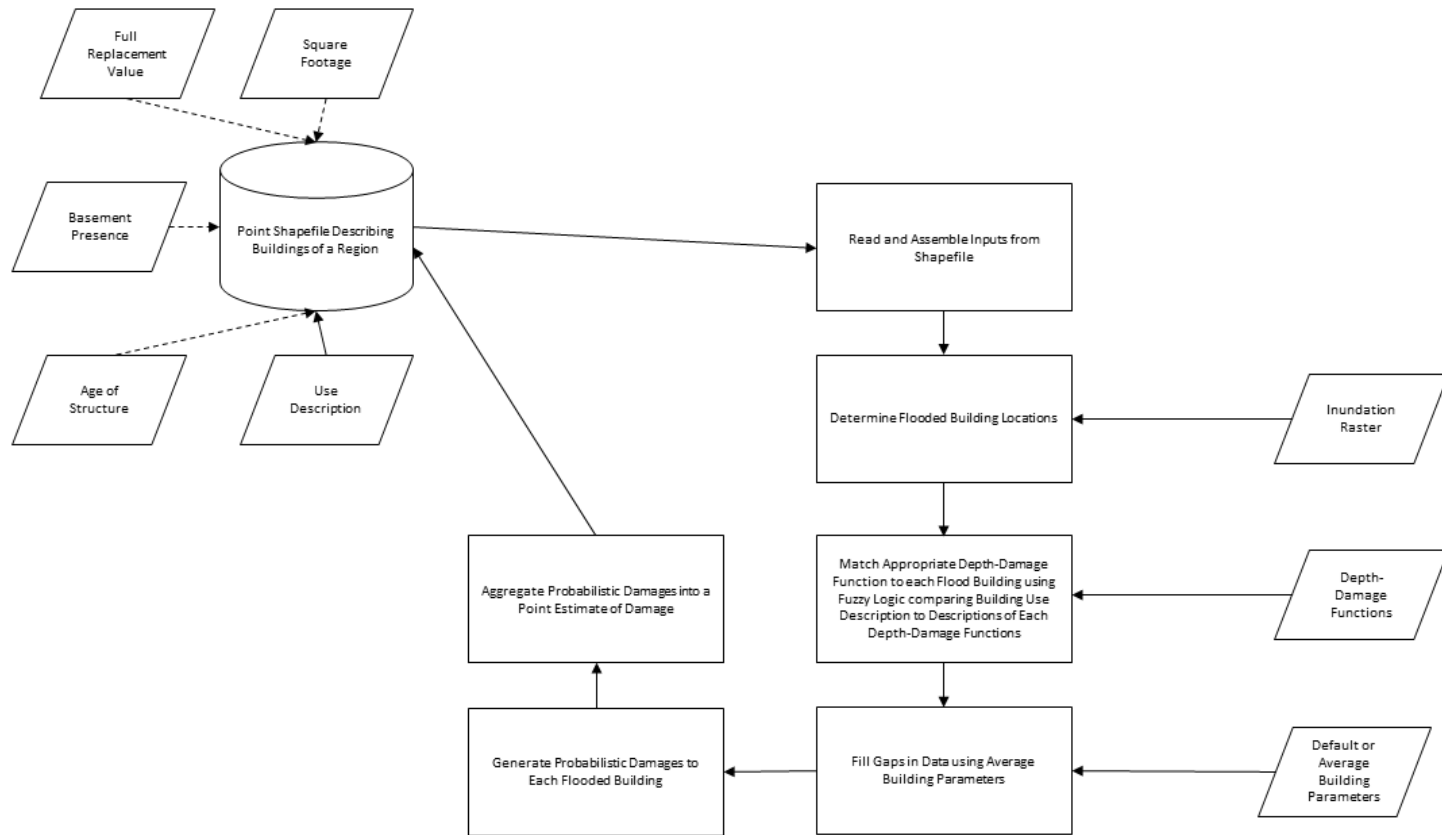 Full
Replacement
Value
Square
Footage
Basement
Presence
Point Shapefile Describing
Buildings of a Region
Read and Assemble Inputs from
Shapefile
Age of
Structure
Use
Description
Determine Flooded Building Locations
Inundation
Raster
Aggregate Probabilistic Damages into a
Point Estimate of Damage
Match Appropriate Depth-Damage
Function to each Flood Building using
Fuzzy Logic comparing Building Use
Description to Descriptions of Each
Depth-Damage Functions
Depth-
Damage
Functions
Generate Probabilistic Damages to
Each Flooded Building
Fill Gaps in Data using Average
Building Parameters
Default or
Average
Building
Parameters